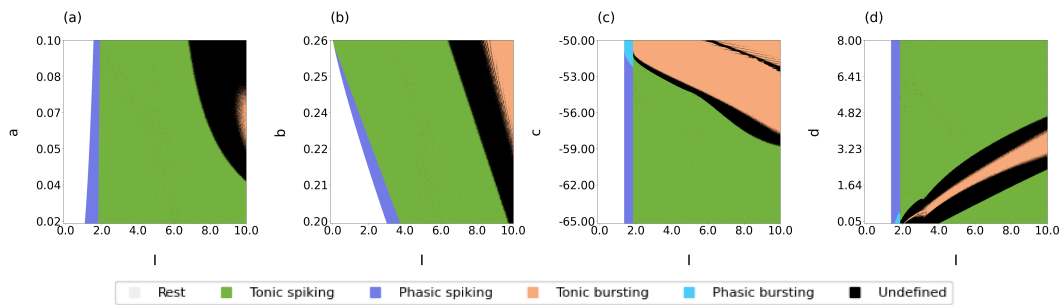 (a) (b) (c) (d)
0.10 0.26 -50.00 8.00
0.08 0.25 -53.00 6.41
0.07 0.24 -56.00 4.82
a b c d
0.05 0.22 -59.00 3.23
0.04 0.21 -62.00 1.64
0.02 0.20 -65.00 0.05
0.0 2.0 4.0 6.0 8.0 10.0 0.0 2.0 4.0 6.0 8.0 10.0 0.0 2.0 4.0 6.0 8.0 10.0 0.0 2.0 4.0 6.0 8.0 10.0
I I I I
Rest Tonic spiking Phasic spiking Tonic bursting Phasic bursting Undefined